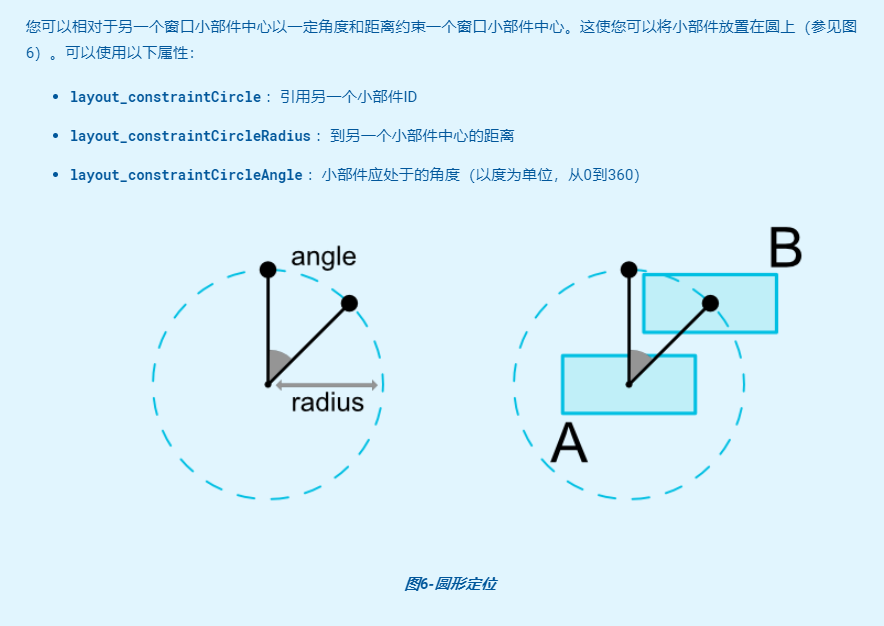 您可以相对于另一个窗口小部件中心以一定角度和距离约束一个窗口小部件中心。这使您可以将小部件放置在圆上（参见图
6）。可以使用以下属性：
• layout_constraintCircle ：引用另一个小部件ID
• layout_constraintCircleRadius ：到另一个小部件中心的距离
• layout_constraintCircleAngle ：小部件应处于的角度（以度为单位，从0到360）
angle
radius
B
A
图6-圆形定位